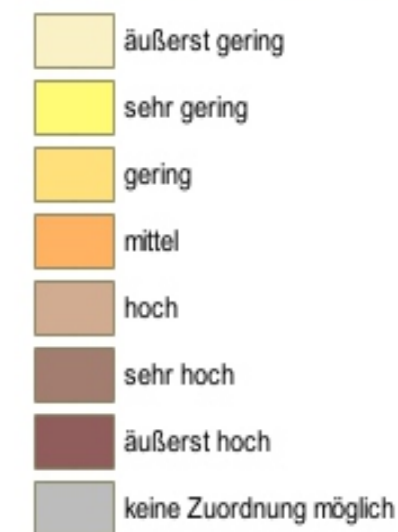 äußerst gering
sehr gering
gering
mittel
hoch
sehr hoch
äußerst hoch
keine Zuordnung möglich